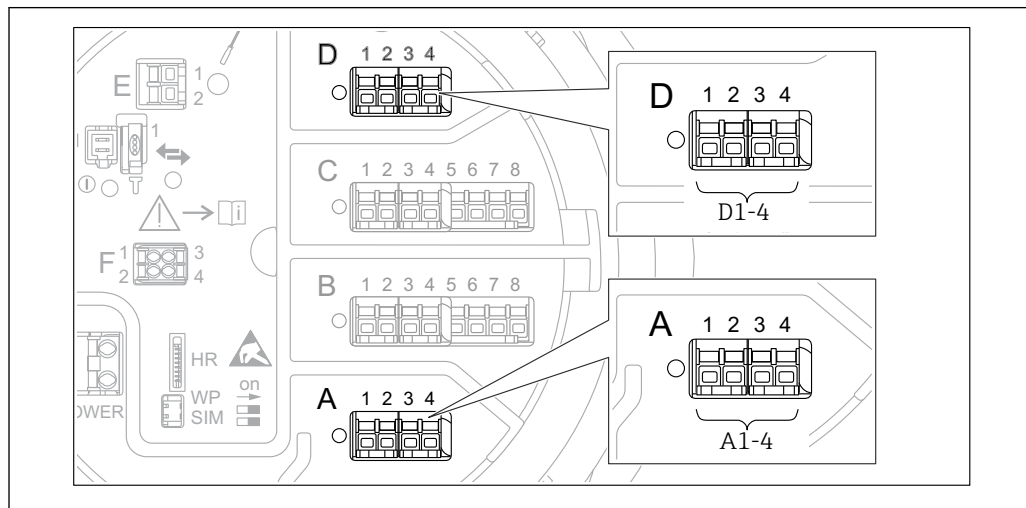 D 1 2 3 4
D 1 2 3 4
D1-4
E 1
2
1
C 1 2 3 4 5 6 7 8
i
F 1 3
2 4
B 1 2 3 4 5 6 7 8
A 1 2 3 4
A1-4
HR
on
WP
SIM
OWER
A 1 2 3 4